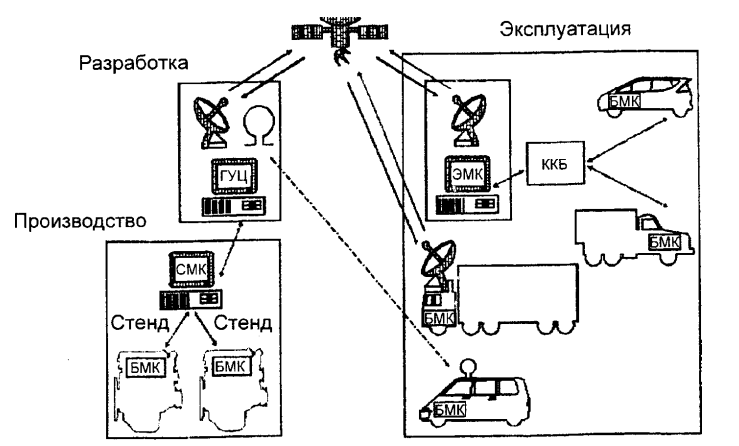 Эксплуатация
Разработка
БМК
ГУЦ
ЭМК
ККБ
Производство
БМК
СМК
БМК
Стенд Стенд
БМК БМК
БМК